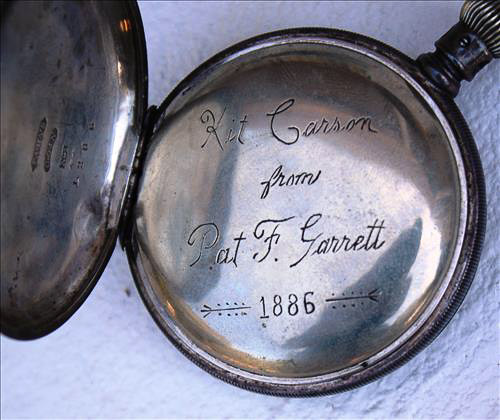 Kit Carson
from
Pat F. Garrett
1886